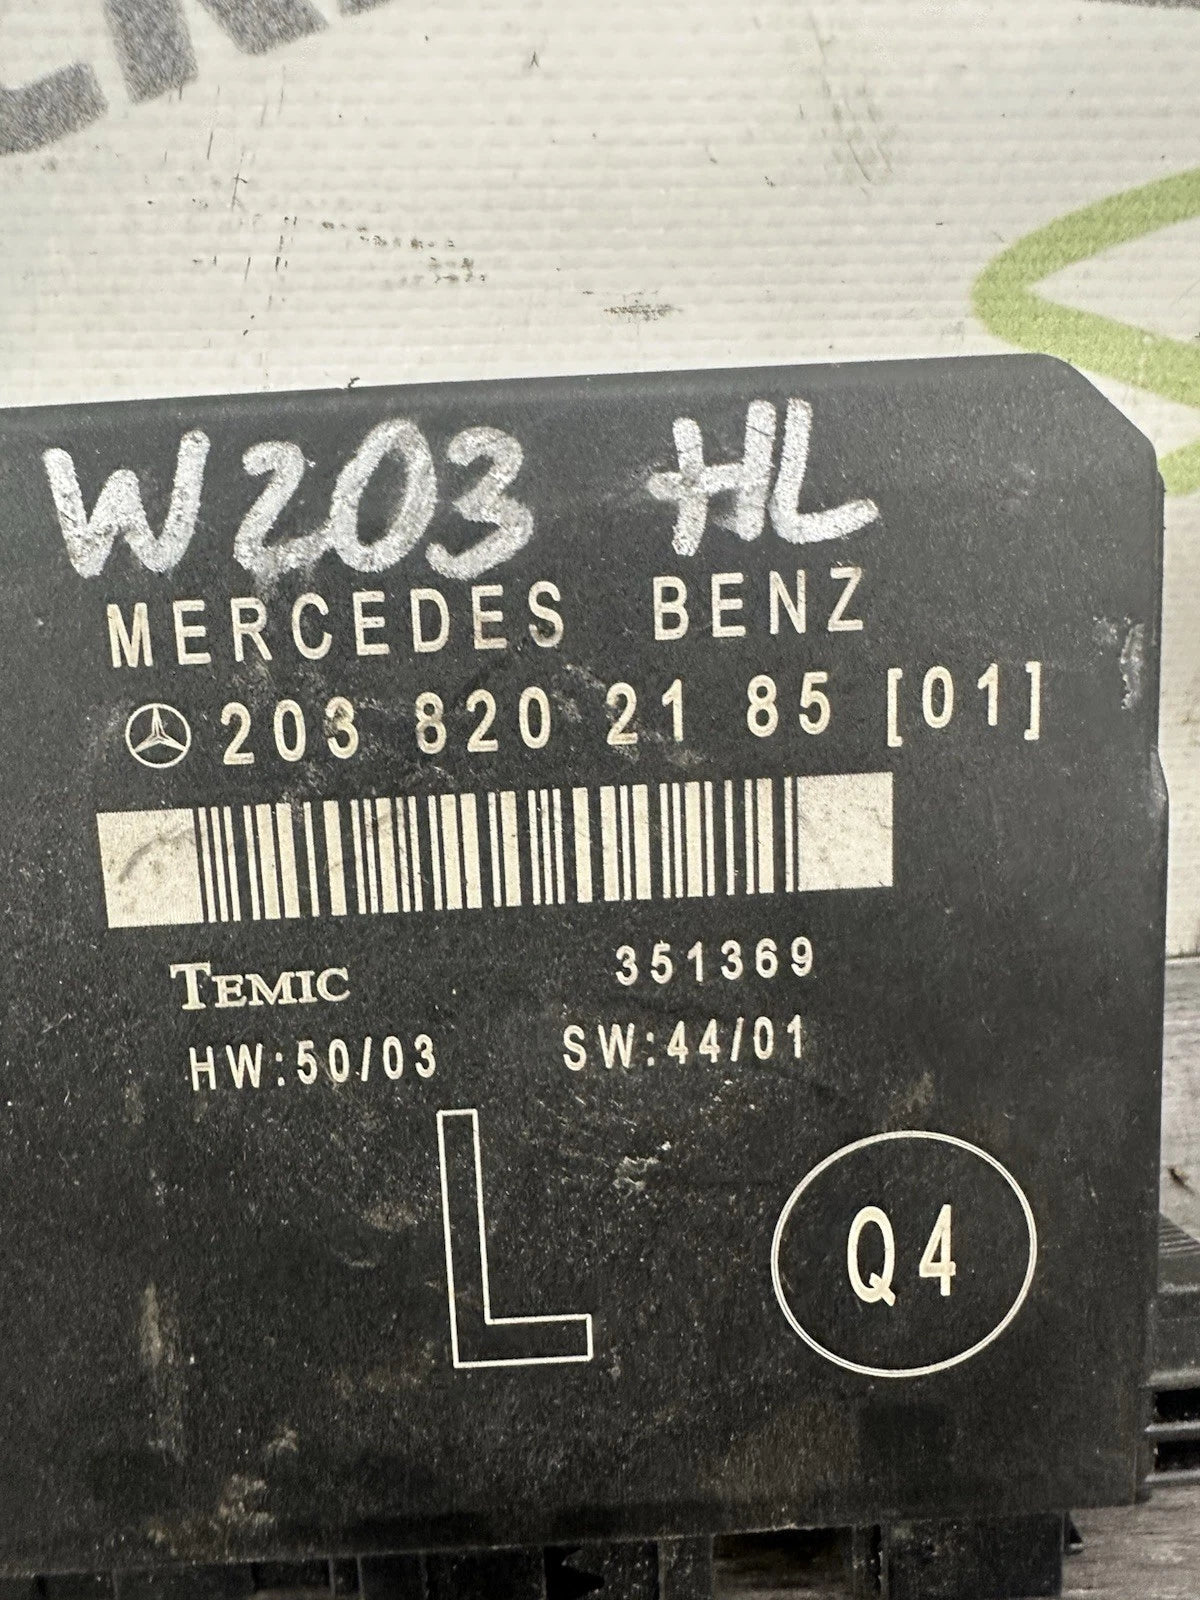 W203 HL
MERCEDES BENZ
203 820 21 85 [01]
TEMIC 351369
HW:50/03 SW:44/01
L
Q4